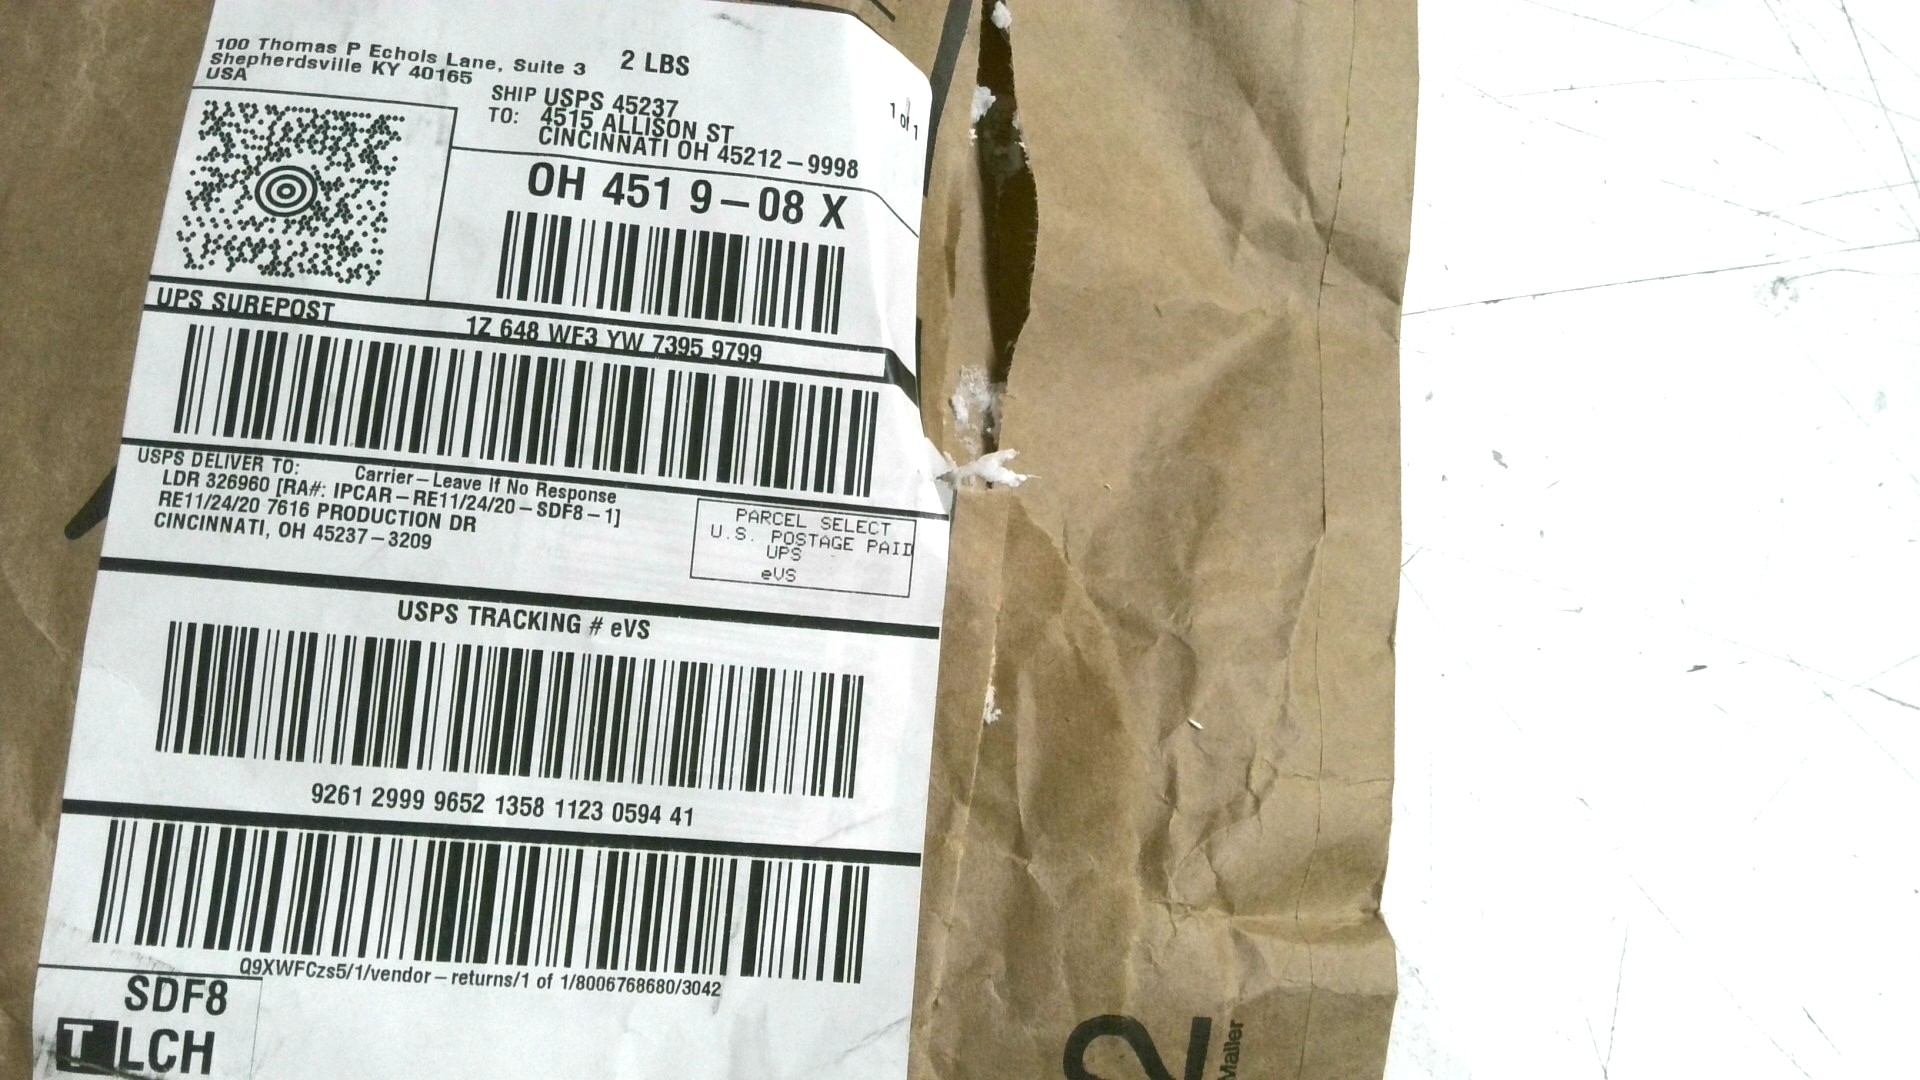 100 Thomas P Echols Lane, Suite 3
Shepherdsville KY 40165
USA
2 LBS
1 of 1
SHIP TO:
USPS 45237
4515 ALLISON ST
CINCINNATI OH 45212-9998
OH 451 9-08 X
UPS SUREPOST
1Z 648 WF3 YW 7395 9799
USPS DELIVER TO:
Carrier-Leave If No Response
LDR 326960 [RA#: IPCAR-RE11/24/20-SDF8-1]
RE11/24/20 7616 PRODUCTION DR
CINCINNATI, OH 45237-3209
PARCEL SELECT
U.S. POSTAGE PAID
UPS
eVS
USPS TRACKING # eVS
9261 2999 9652 1358 1123 0594 41
Q9XWFCzs5/1/vendor-returns/1 of 1/8006768680/3042
SDF8
T LCH
2
Mailer